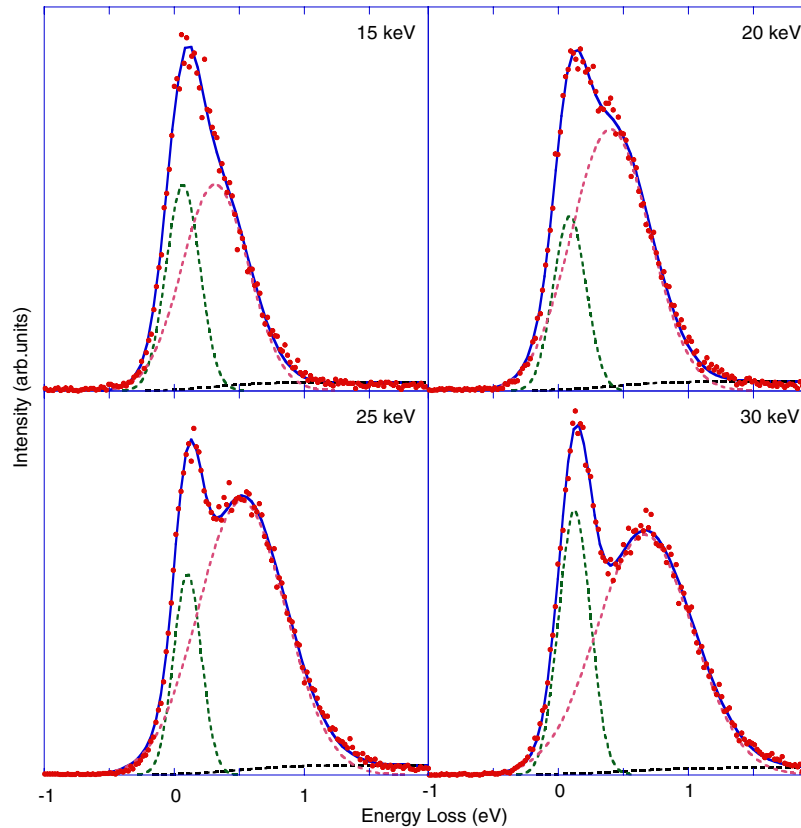 15 keV
20 keV
25 keV
30 keV
Intensity (arb.units)
-1 0 1 -1 0 1
Energy Loss (eV)